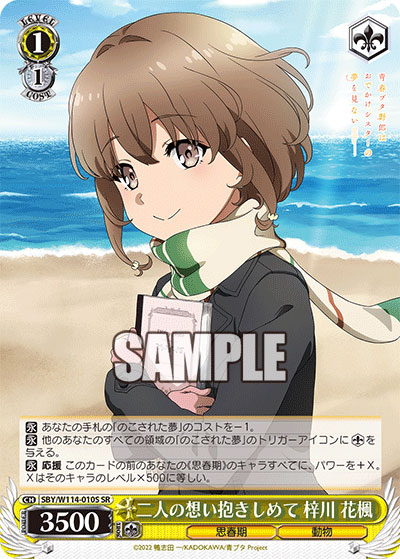 LEVEL
1
1
COST
青春ブタ野郎は
おでかけシスターの
夢を見ない
SAMPLE
永 あなたの手札の「のこされた夢」のコストを－1。
永 他のあなたのすべての領域の「のこされた夢」のトリガーアイコンに を与える。
永 応援 このカードの前のあなたの《思春期》のキャラすべてに、パワーを＋X。
Xはそのキャラのレベル×500に等しい。
CH SBY/W114-010S SR
3500
二人の想い抱きしめて 梓川 花楓
思春期
動物
©2022 鴨志田 一/KADOKAWA/青ブタ Project